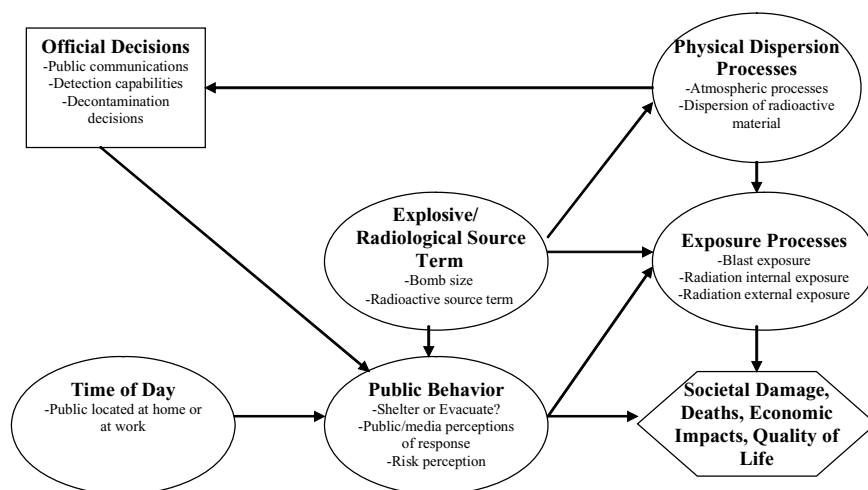 Official Decisions
-Public communications
-Detection capabilities
-Decontamination
decisions
Physical Dispersion
Processes
-Atmospheric processes
-Dispersion of radioactive
material
Explosive/
Radiological Source
Term
-Bomb size
-Radioactive source term
Exposure Processes
-Blast exposure
-Radiation internal exposure
-Radiation external exposure
Time of Day
-Public located at home or
at work
Public Behavior
-Shelter or Evacuate?
-Public/media perceptions
of response
-Risk perception
Societal Damage,
Deaths, Economic
Impacts, Quality of
Life